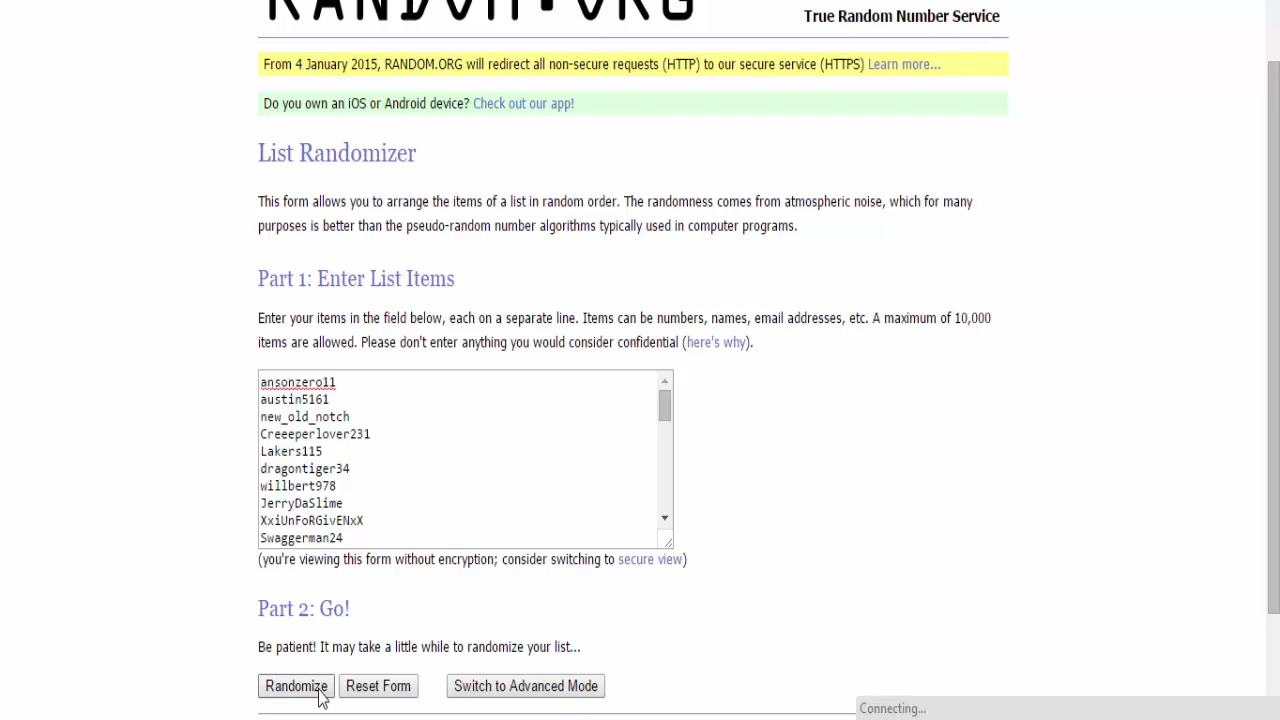 RANDOM.ORG
True Random Number Service
From 4 January 2015, RANDOM.ORG will redirect all non-secure requests (HTTP) to our secure service (HTTPS) Learn more...
Do you own an iOS or Android device? Check out our app!
List Randomizer
This form allows you to arrange the items of a list in random order. The randomness comes from atmospheric noise, which for many
purposes is better than the pseudo-random number algorithms typically used in computer programs.
Part 1: Enter List Items
Enter your items in the field below, each on a separate line. Items can be numbers, names, email addresses, etc. A maximum of 10,000
items are allowed. Please don't enter anything you would consider confidential (here's why).
ansonzero11
austin5161
new_old_notch
Creeeperlover231
Lakers115
dragontiger34
willbert978
JerryDaSlime
XxiUnFoRGivENxX
Swaggerman24
(you're viewing this form without encryption; consider switching to secure view)
Part 2: Go!
Be patient! It may take a little while to randomize your list...
Randomize Reset Form Switch to Advanced Mode
Connecting...